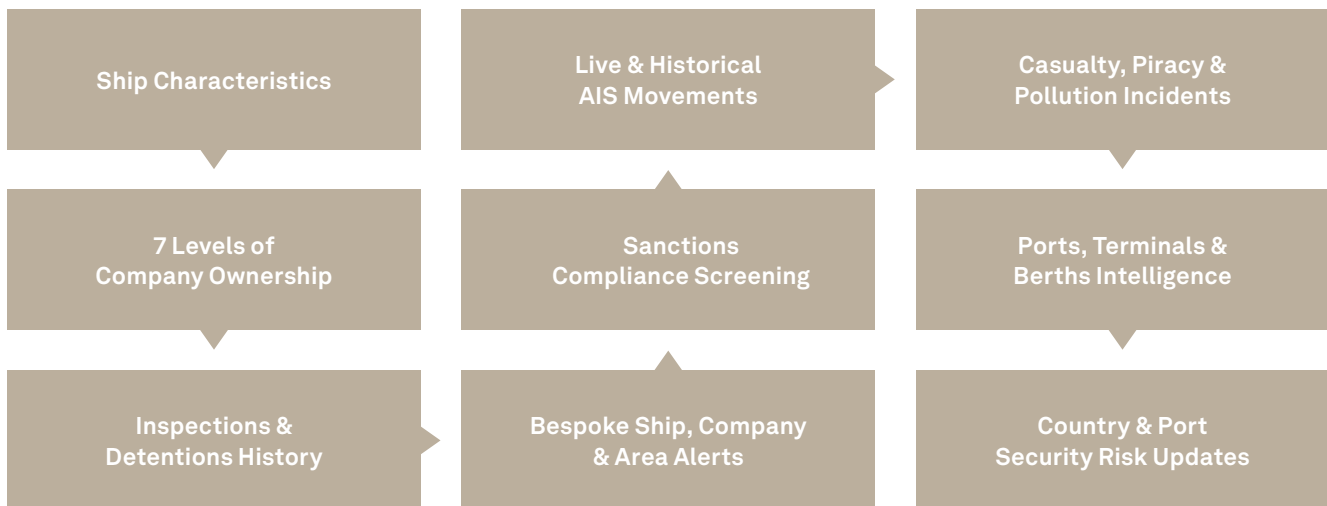 Ship Characteristics
7 Levels of
Company Ownership
Inspections &
Detentions History
Bespoke Ship, Company
& Area Alerts
Sanctions
Compliance Screening
Live & Historical
AIS Movements
Casualty, Piracy &
Pollution Incidents
Ports, Terminals &
Berths Intelligence
Country & Port
Security Risk Updates